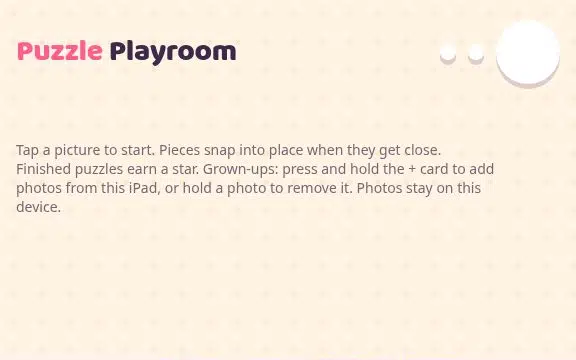 Puzzle Playroom
Tap a picture to start. Pieces snap into place when they get close.
Finished puzzles earn a star. Grown-ups: press and hold the + card to add
photos from this iPad, or hold a photo to remove it. Photos stay on this
device.